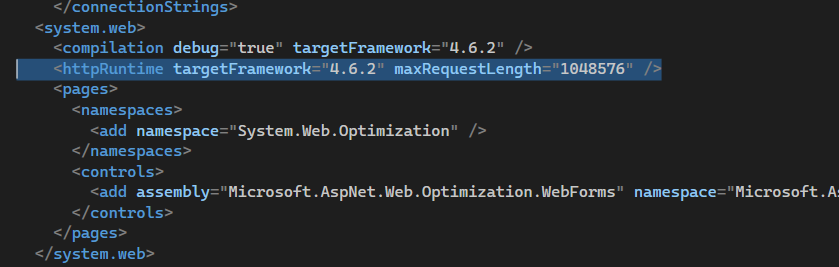 </connectionStrings>
<system.web>
<compilation debug="true" targetFramework="4.6.2" />
<httpRuntime targetFramework="4.6.2" maxRequestLength="1048576" />
<pages>
<namespaces>
<add namespace="System.Web.Optimization" />
</namespaces>
<controls>
<add assembly="Microsoft.AspNet.Web.Optimization.WebForms" namespace="Microsoft.As
</controls>
</pages>
</system.web>